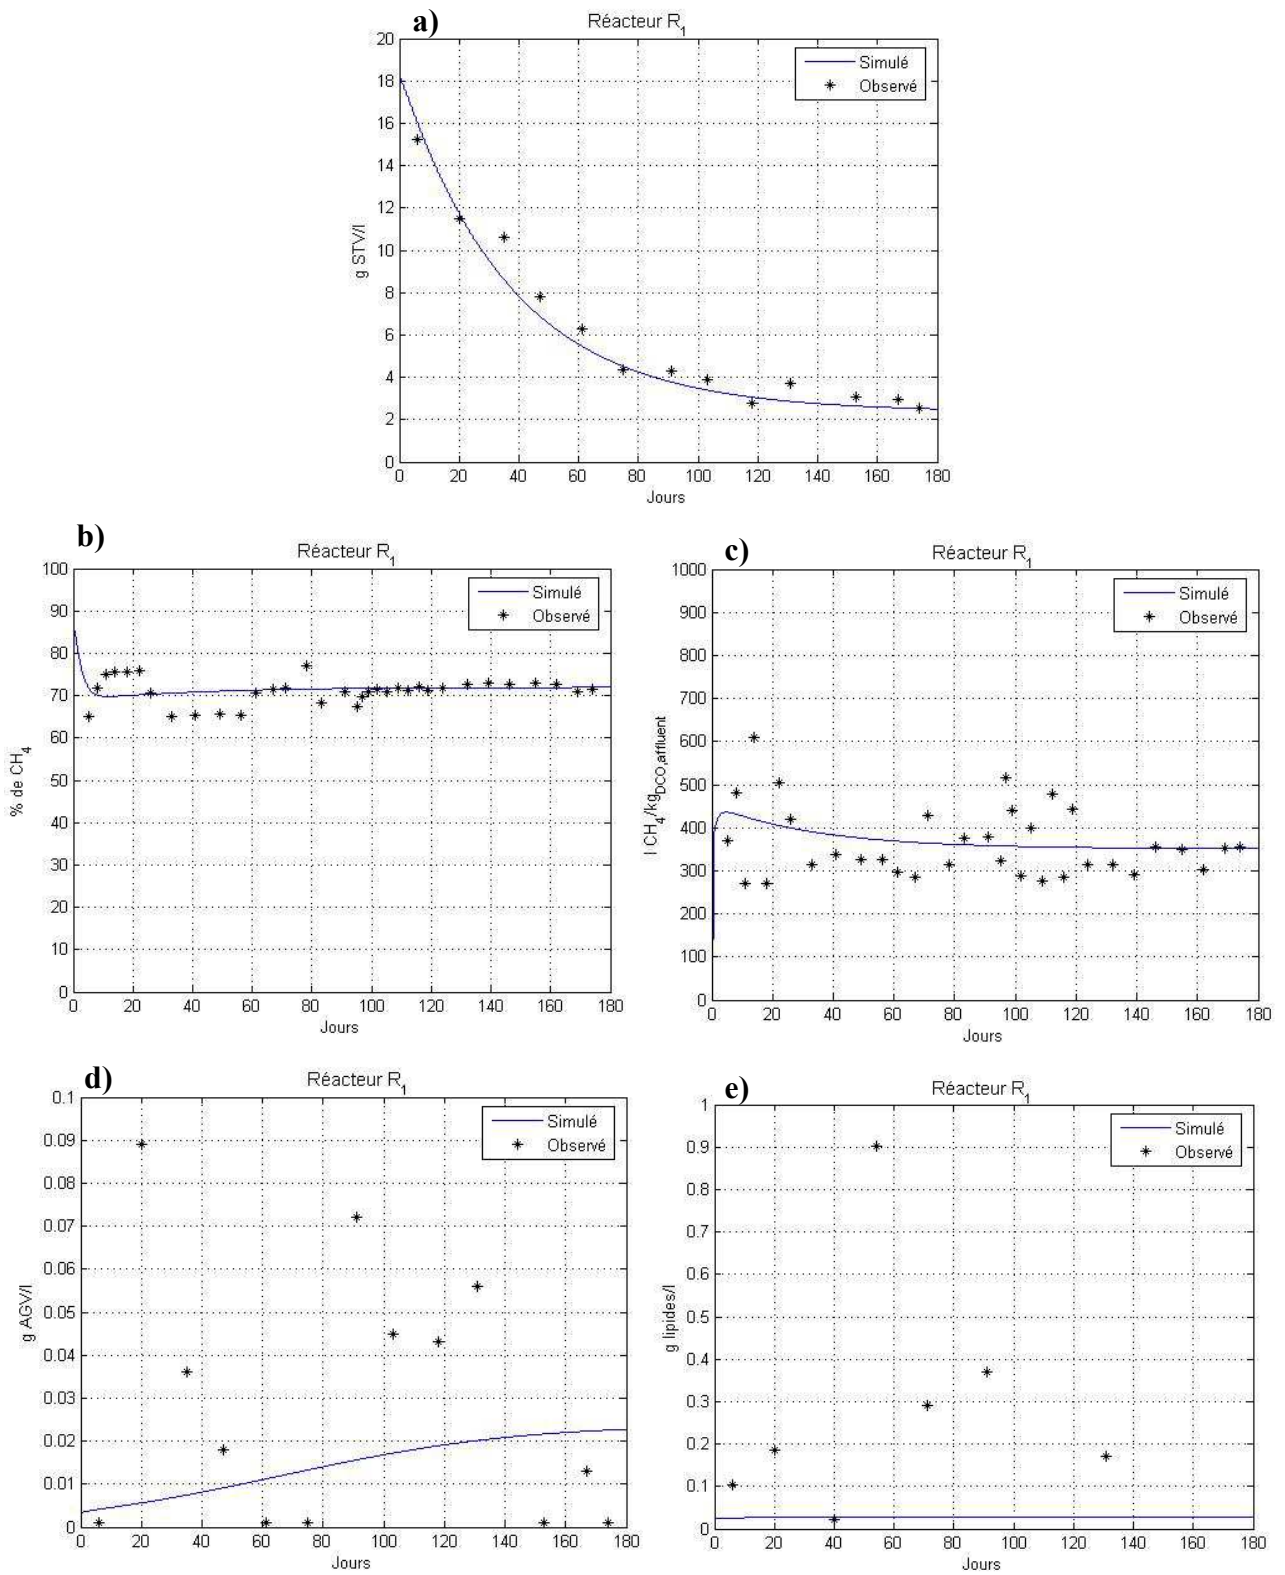 a)
Réacteur R1
Simulé
Observé
20
18
16
14
12
10
8
6
4
2
0
g STV/l
0 20 40 60 80 100 120 140 160 180
Jours
b)
Réacteur R1
Simulé
Observé
100
90
80
70
60
50
40
30
20
10
0
% de CH4
0 20 40 60 80 100 120 140 160 180
Jours
c)
Réacteur R1
Simulé
Observé
1000
900
800
700
600
500
400
300
200
100
0
l CH4/kgDCO,affluent
0 20 40 60 80 100 120 140 160 180
Jours
d)
Réacteur R1
Simulé
Observé
0.1
0.09
0.08
0.07
0.06
0.05
0.04
0.03
0.02
0.01
0
g AGV/l
0 20 40 60 80 100 120 140 160 180
Jours
e)
Réacteur R1
Simulé
Observé
1
0.9
0.8
0.7
0.6
0.5
0.4
0.3
0.2
0.1
0
g lipides/l
0 20 40 60 80 100 120 140 160 180
Jours